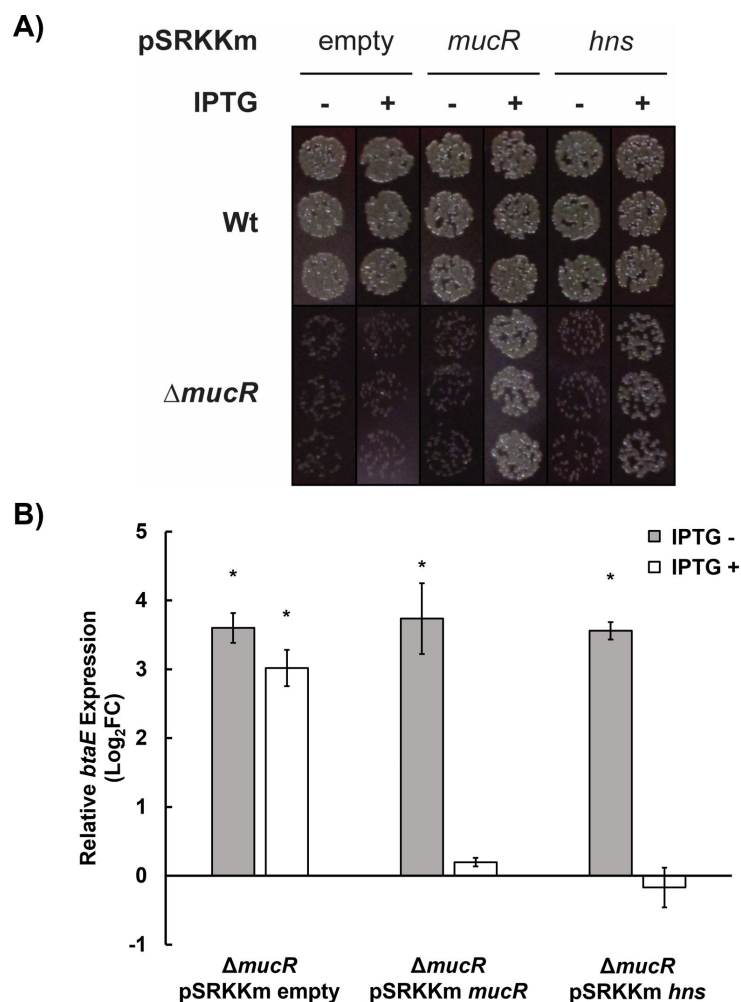 A)
pSRKKm empty mucR hns
IPTG - + - + - +
Wt
ΔmucR
B)
IPTG -
IPTG +
Relative btaE Expression
(Log₂FC)
5
4
3
2
1
0
-1
* * * *
ΔmucR ΔmucR ΔmucR
pSRKKm empty pSRKKm mucR pSRKKm hns